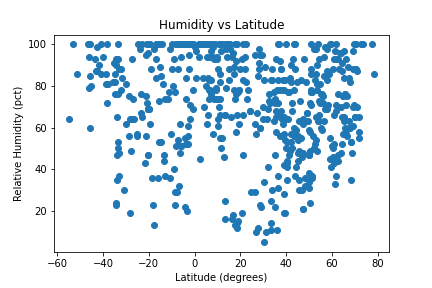 Humidity vs Latitude
Relative Humidity (pct)
100
80
60
40
20
−60 −40 −20 0 20 40 60 80
Latitude (degrees)